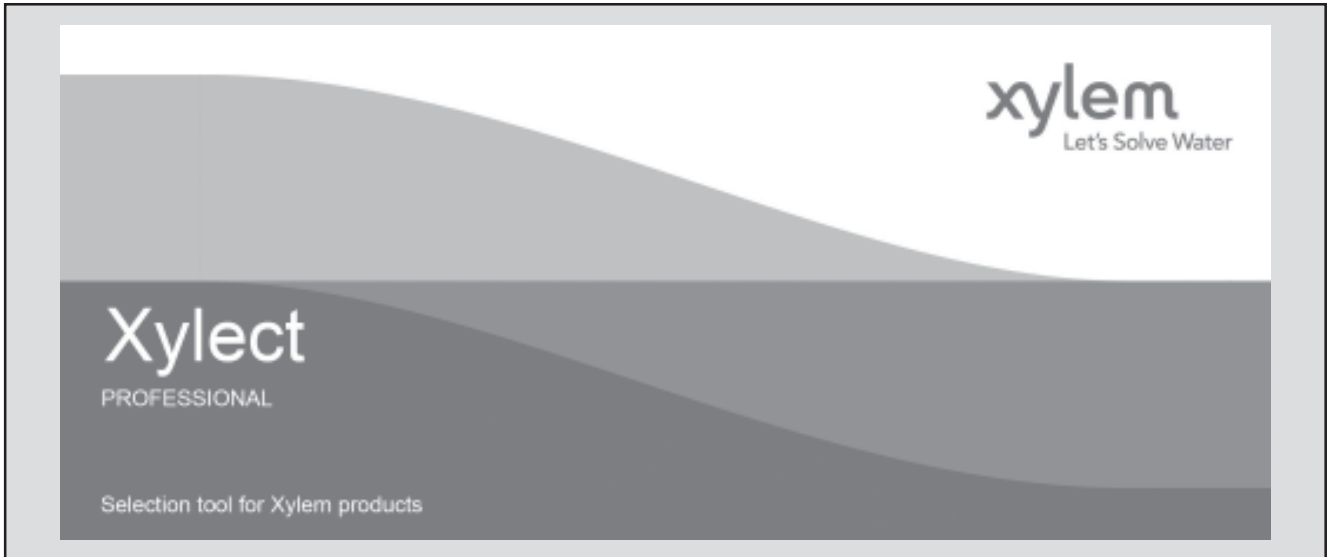 xylem
Let's Solve Water
Xylect
PROFESSIONAL
Selection tool for Xylem products